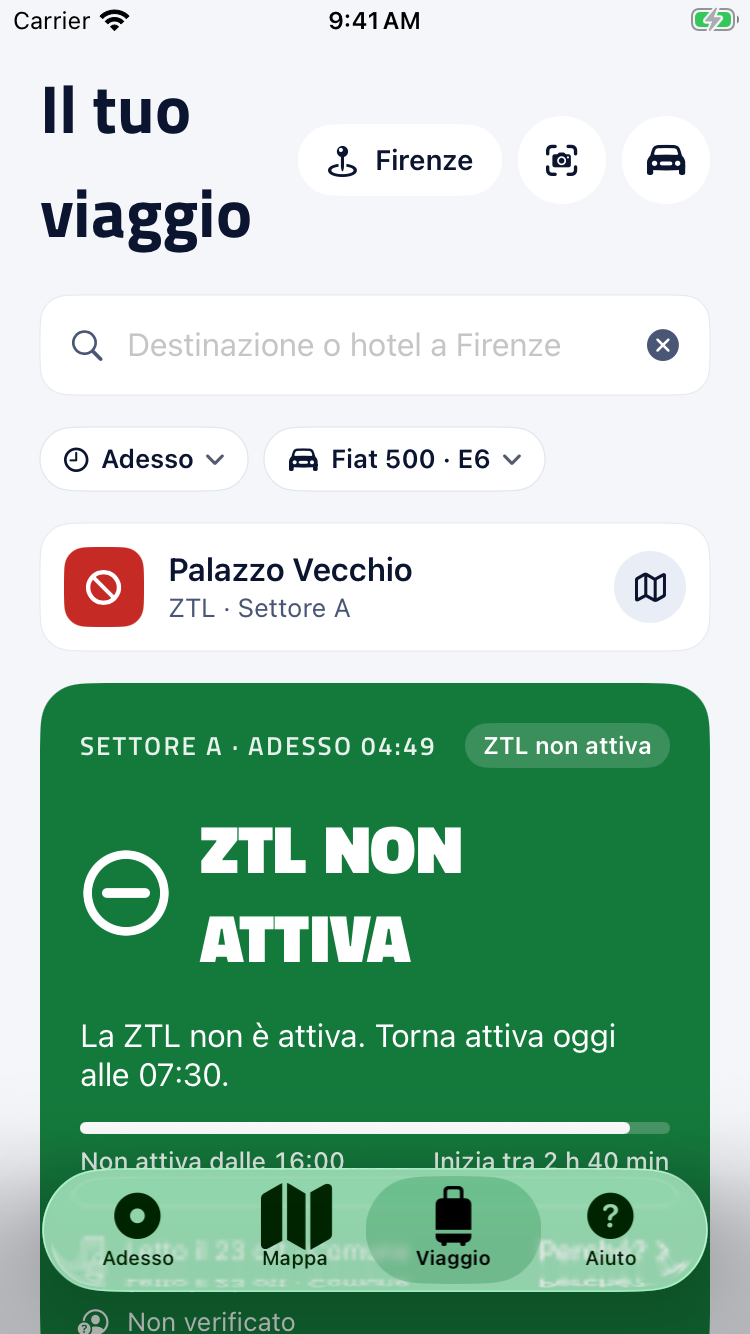 Carrier
9:41 AM
Il tuo
viaggio
Firenze
Destinazione o hotel a Firenze
Adesso
Fiat 500 · E6
Palazzo Vecchio
ZTL · Settore A
SETTORE A · ADESSO 04:49
ZTL non attiva
ZTL NON
ATTIVA
La ZTL non è attiva. Torna attiva oggi
alle 07:30.
Non attiva dalle 16:00
Inizia tra 2 h 40 min
Perché?
Adesso
Mappa
Viaggio
Aiuto
Non verificato